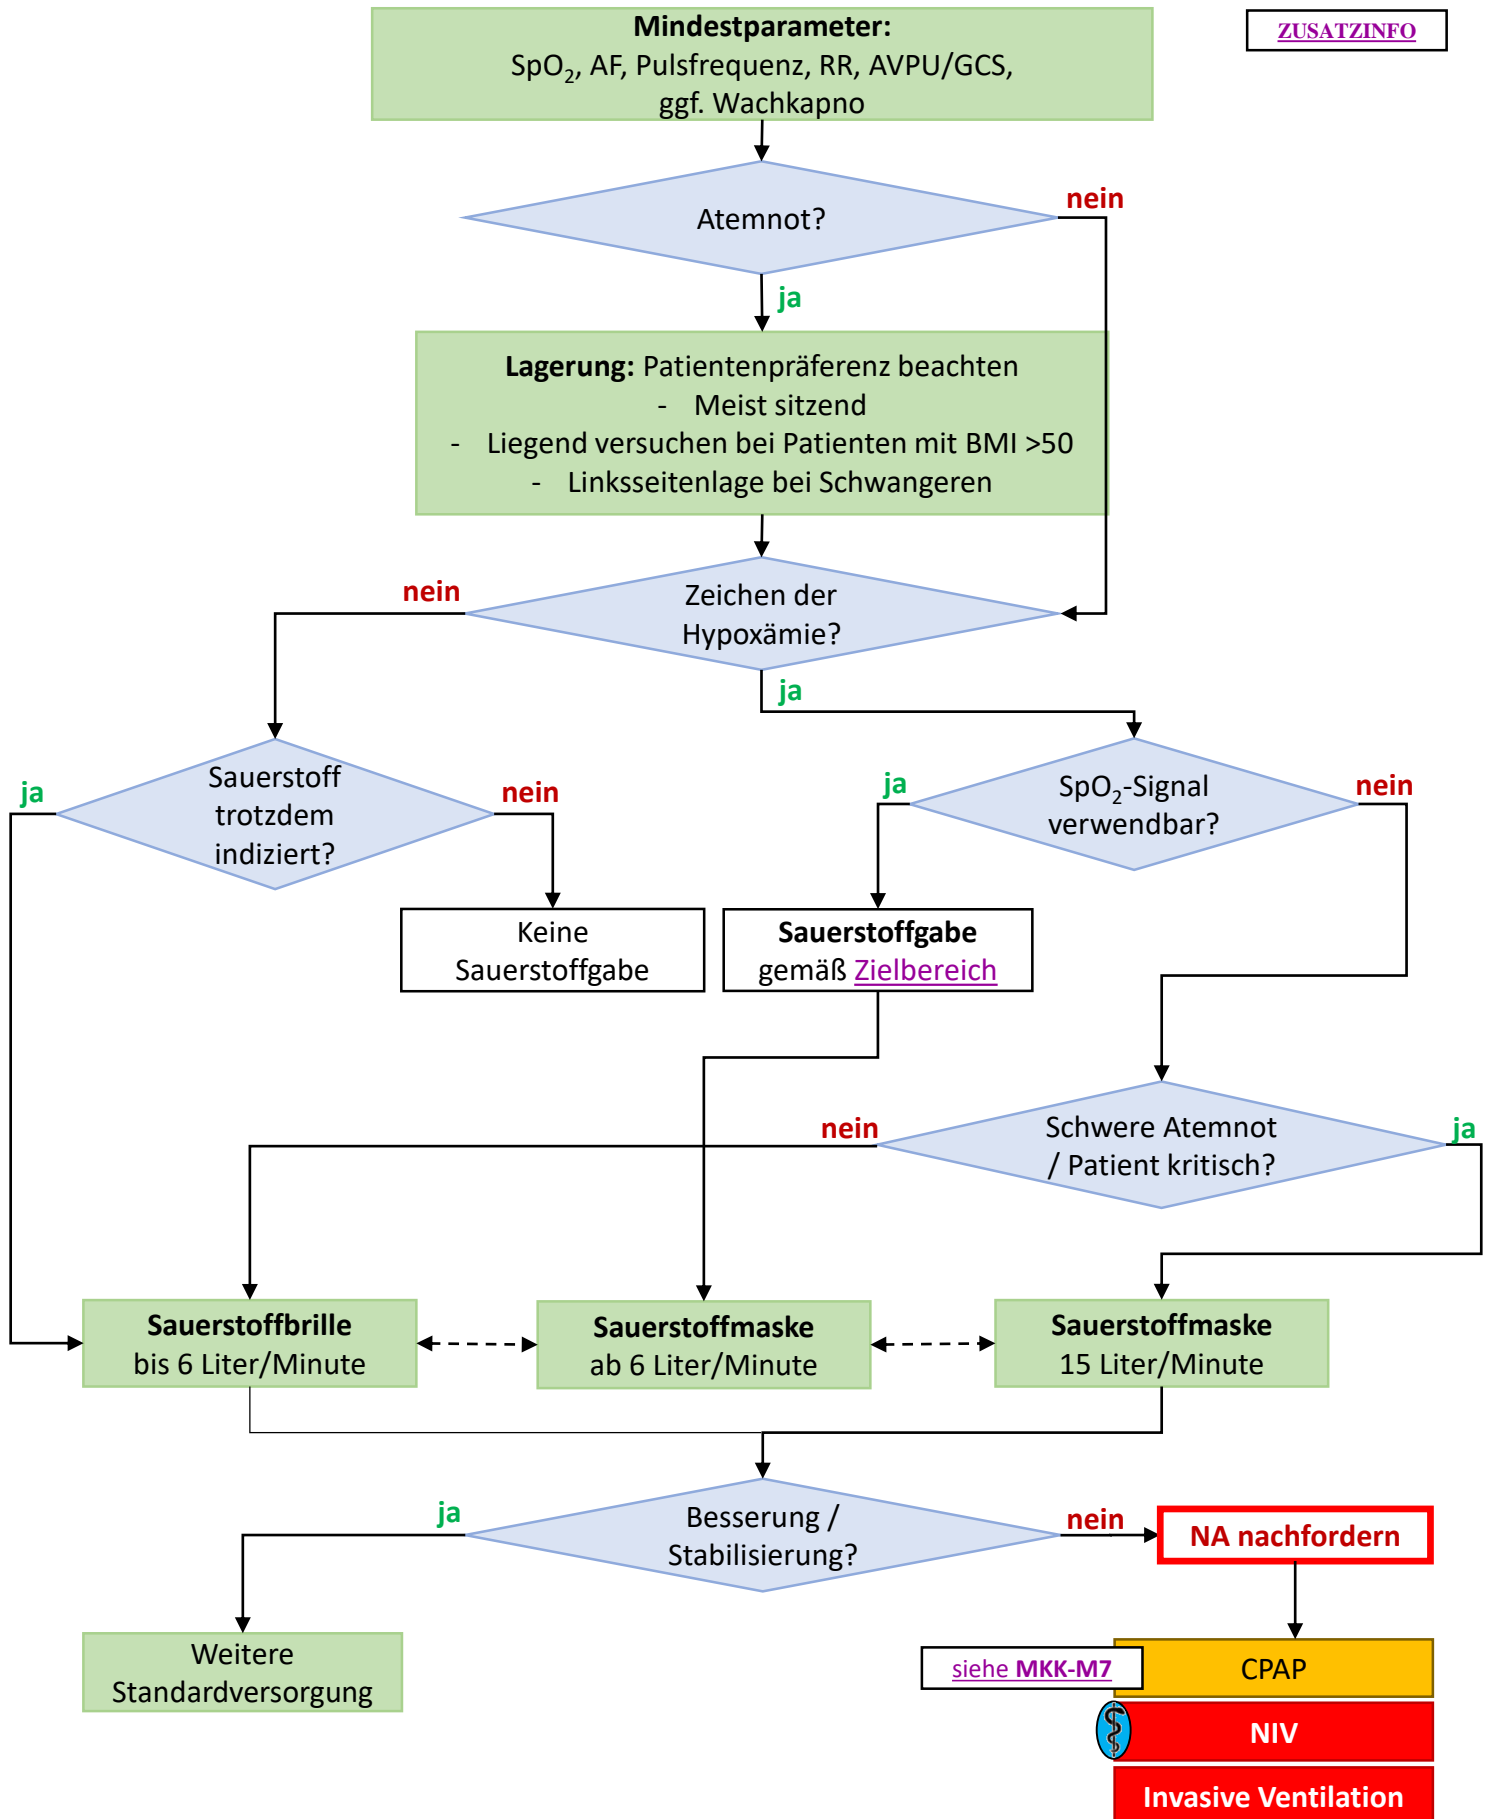 Mindestparameter:
ZUSATZINFO
SpO₂, AF, Pulsfrequenz, RR, AVPU/GCS,
ggf. Wachkapno
nein
Atemnot?
ja
Lagerung: Patientenpräferenz beachten
- Meist sitzend
- Liegend versuchen bei Patienten mit BMI >50
- Linksseitenlage bei Schwangeren
nein
Zeichen der
Hypoxämie?
ja
ja
Sauerstoff
trotzdem
indiziert?
nein
ja
SpO₂-Signal
verwendbar?
nein
Keine
Sauerstoffgabe
Sauerstoffgabe
gemäß Zielbereich
nein
Schwere Atemnot
/ Patient kritisch?
ja
Sauerstoffbrille
bis 6 Liter/Minute
Sauerstoffmaske
ab 6 Liter/Minute
Sauerstoffmaske
15 Liter/Minute
ja
Besserung /
Stabilisierung?
nein
NA nachfordern
Weitere
Standardversorgung
siehe MKK-M7
CPAP
NIV
Invasive Ventilation